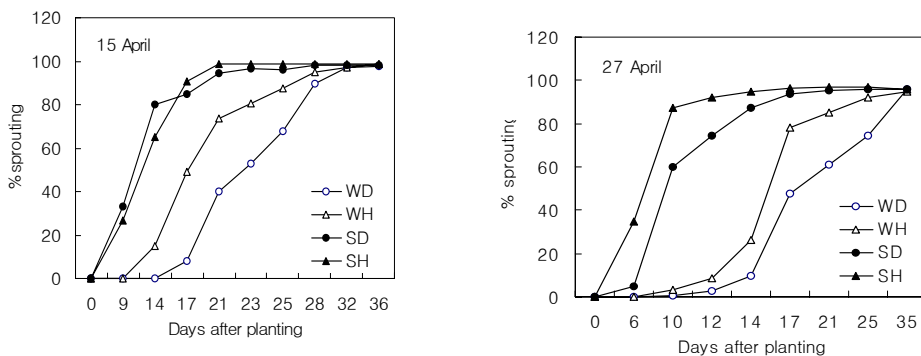 120
100
80
60
40
20
0
15 April
% sprouting
WD
WH
SD
SH
0 9 14 17 21 23 25 28 32 36
Days after planting
120
100
80
60
40
20
0
27 April
% sprouting
WD
WH
SD
SH
0 6 10 12 14 17 21 25 35
Days after planting